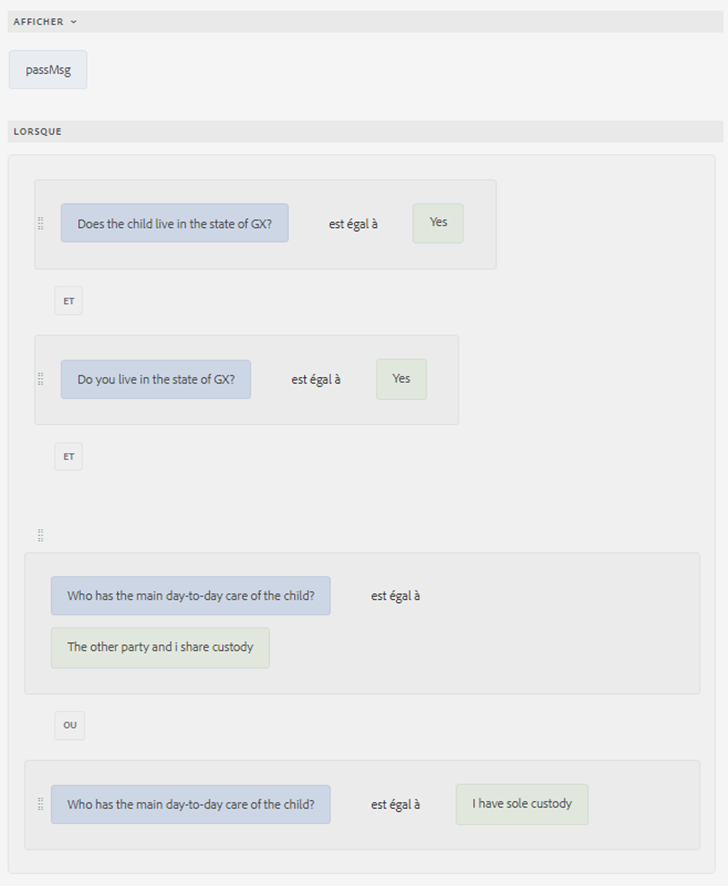 AFFICHER
passMsg
LORSQUE
Does the child live in the state of GX? est égal à Yes
ET
Do you live in the state of GX? est égal à Yes
ET
Who has the main day-to-day care of the child? est égal à
The other party and i share custody
OU
Who has the main day-to-day care of the child? est égal à I have sole custody